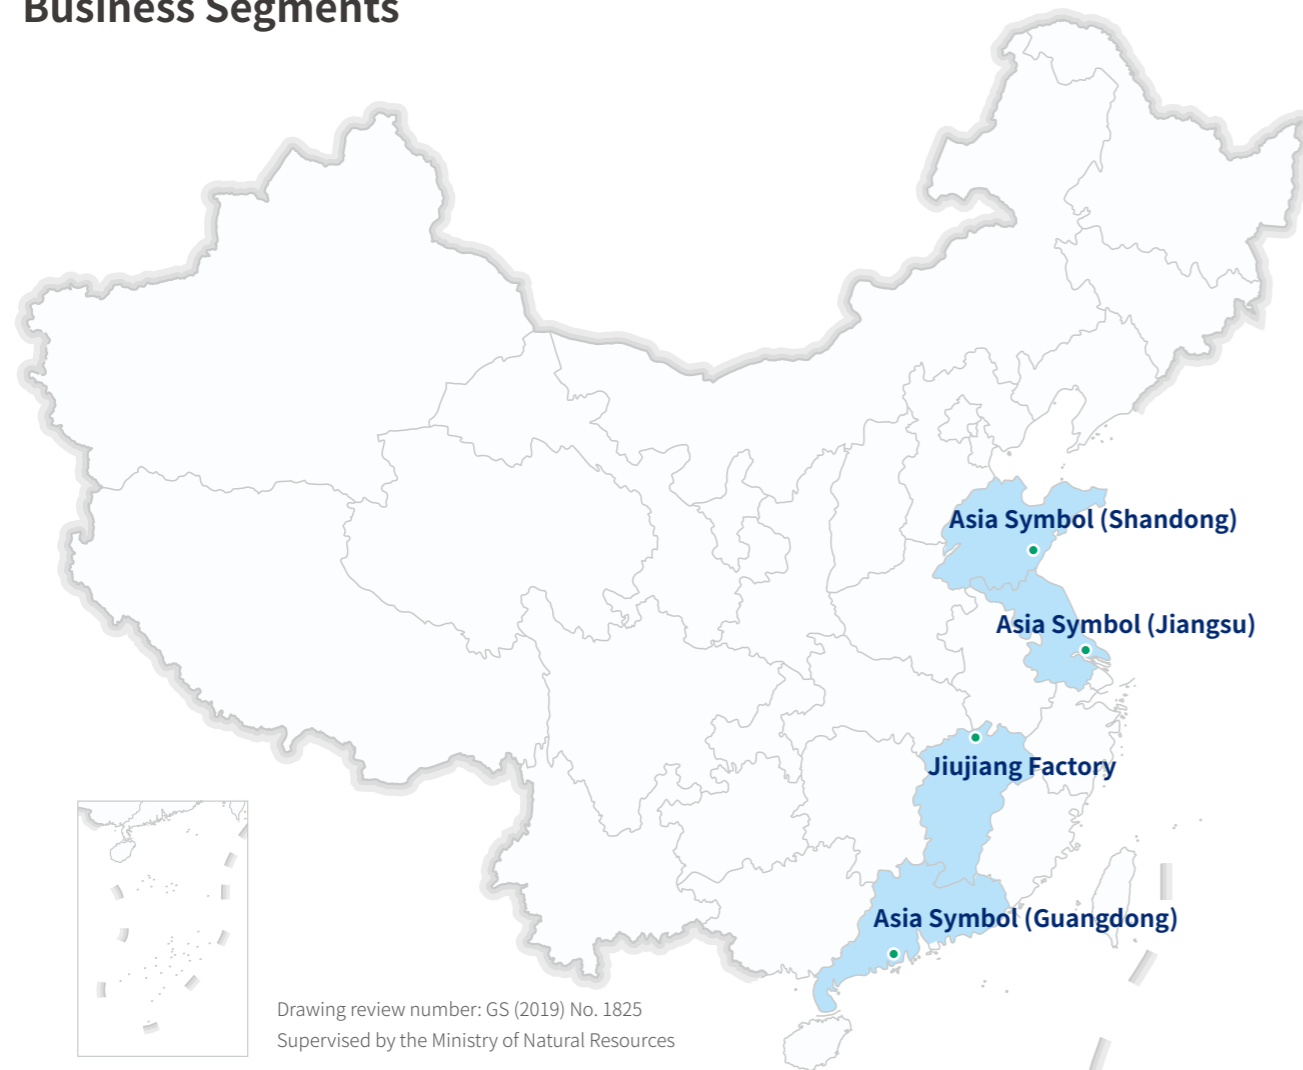 Business Segments
Asia Symbol (Shandong)
Asia Symbol (Jiangsu)
Jiujiang Factory
Asia Symbol (Guangdong)
Drawing review number: GS (2019) No. 1825
Supervised by the Ministry of Natural Resources